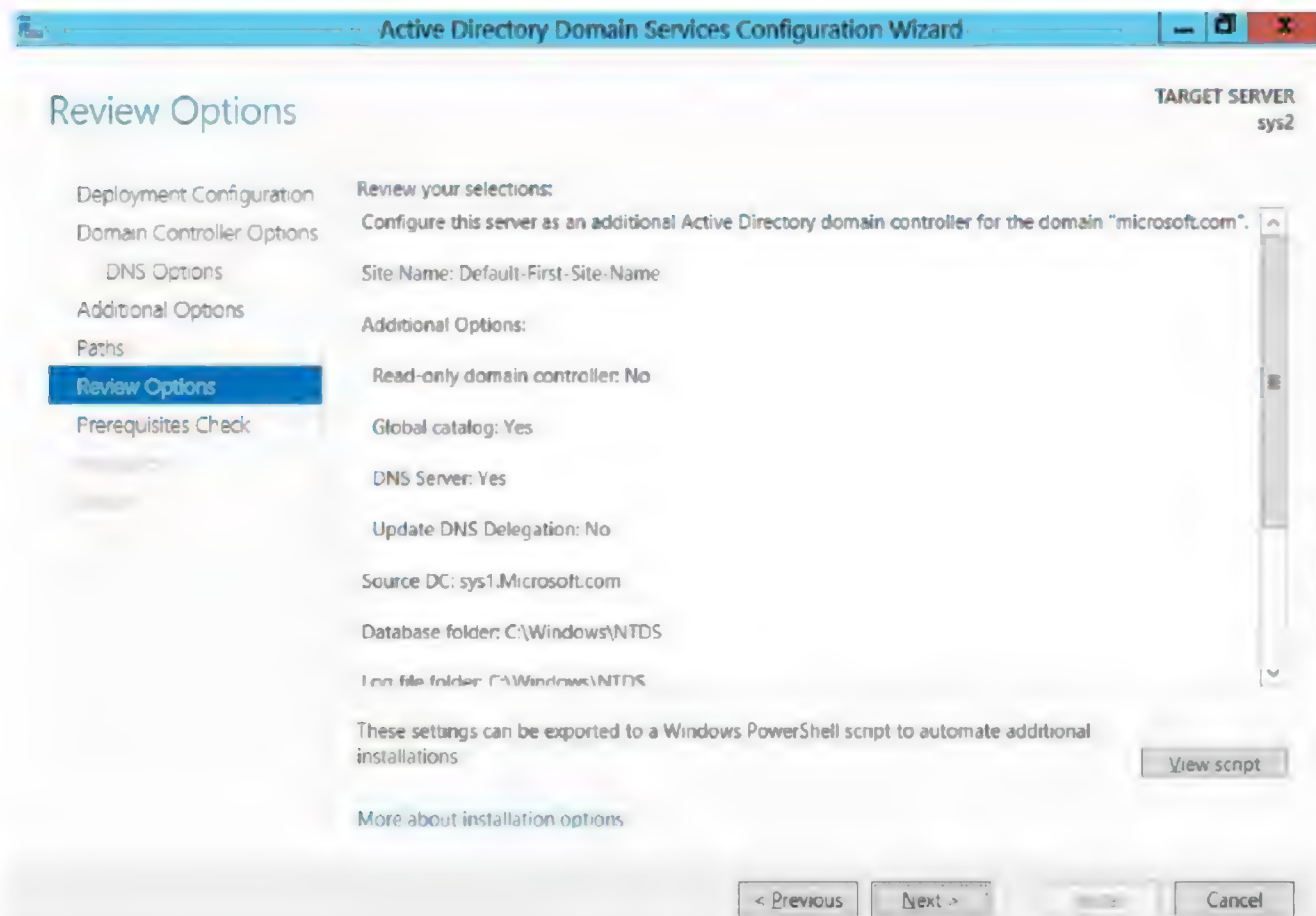 Active Directory Domain Services Configuration Wizard
Review Options
TARGET SERVER
sys2
Deployment Configuration
Domain Controller Options
DNS Options
Additional Options
Paths
Review Options
Prerequisites Check
Review your selections:
Configure this server as an additional Active Directory domain controller for the domain "microsoft.com".
Site Name: Default-First-Site-Name
Additional Options:
Read-only domain controller: No
Global catalog: Yes
DNS Server: Yes
Update DNS Delegation: No
Source DC: sys1.Microsoft.com
Database folder: C:\Windows\NTDS
Log file folder: C:\Windows\NTDS
These settings can be exported to a Windows PowerShell script to automate additional
installations
View script
More about installation options
< Previous
Next >
Cancel